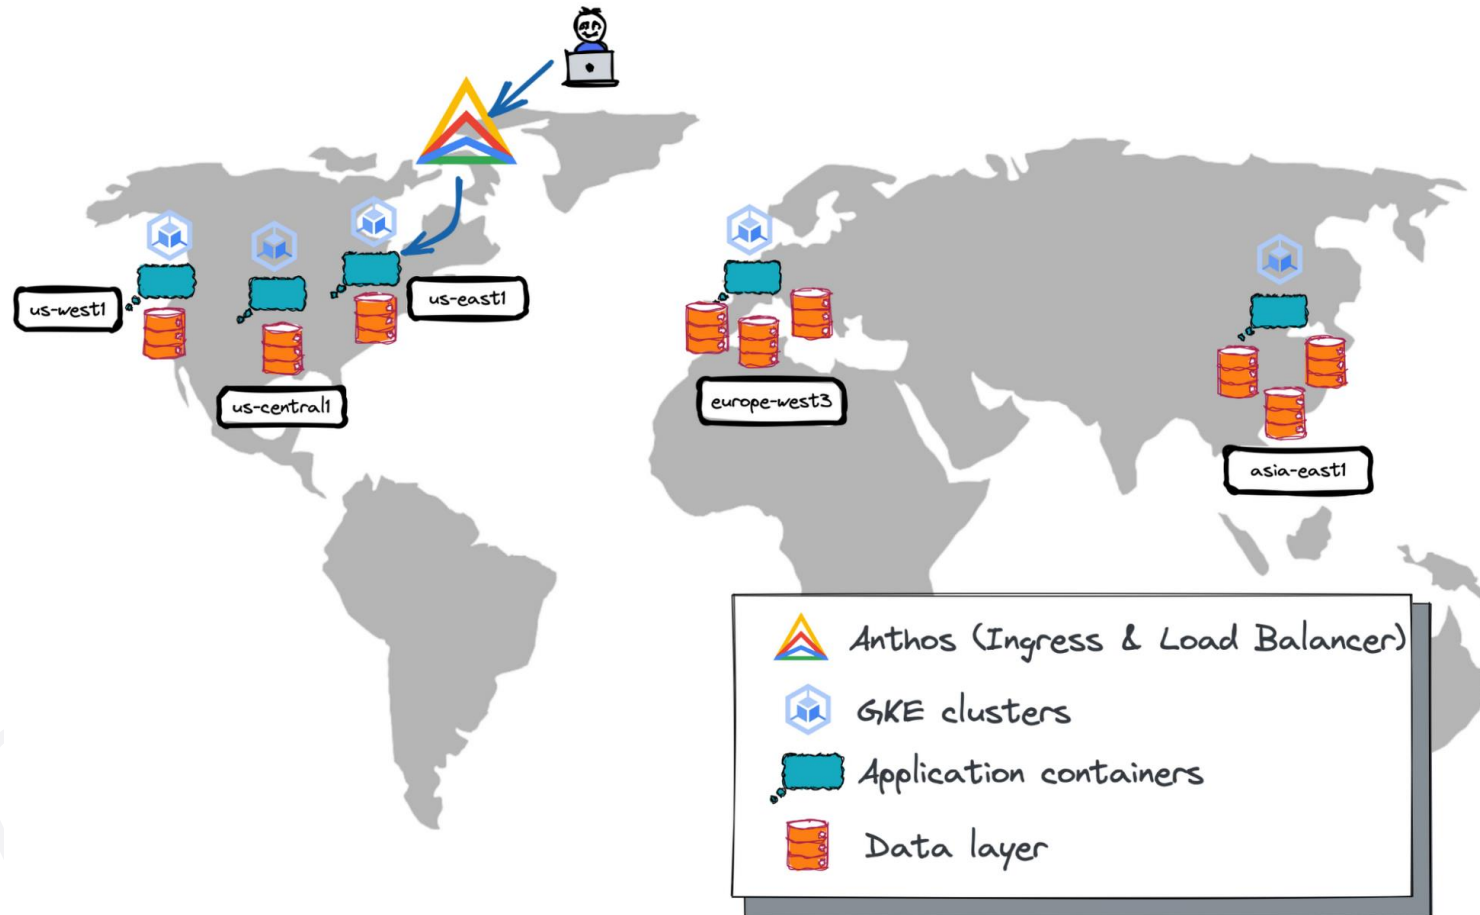 us-west1
us-east1
us-central1
europe-west3
asia-east1
Anthos (Ingress & Load Balancer)
GKE clusters
Application containers
Data layer